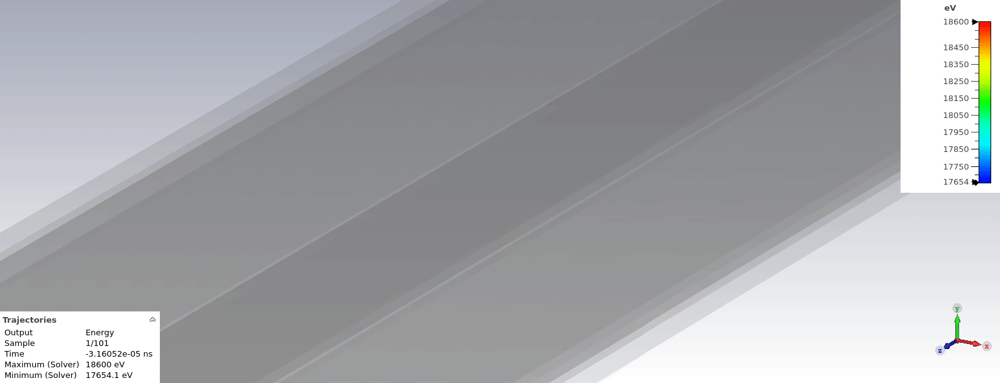 eV
18600
18450
18350
18250
18150
18050
17950
17850
17750
17654
Trajectories
Output Energy
Sample 1/101
Time -3.16052e-05 ns
Maximum (Solver) 18600 eV
Minimum (Solver) 17654.1 eV
y
x
z